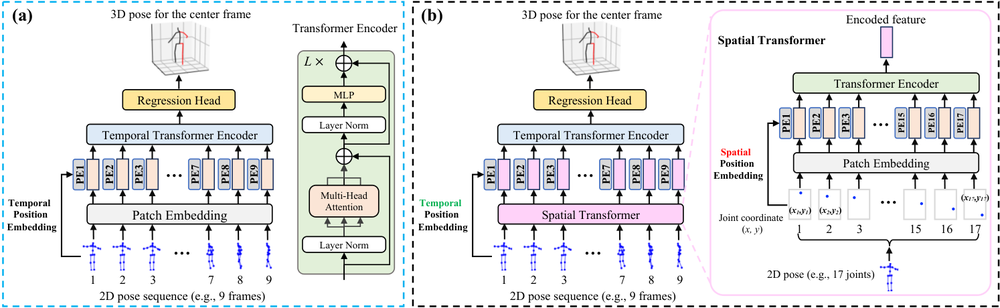 (a)
3D pose for the center frame
Regression Head
Temporal Transformer Encoder
PE1 PE2 PE3 ••• PE7 PE8 PE9
Temporal
Position
Embedding
Patch Embedding
1 2 3 ••• 7 8 9
2D pose sequence (e.g., 9 frames)
Transformer Encoder
L ×
MLP
Layer Norm
Multi-Head
Attention
Layer Norm
(b)
3D pose for the center frame
Regression Head
Temporal Transformer Encoder
PE1 PE2 PE3 ••• PE7 PE8 PE9
Temporal
Position
Embedding
Spatial Transformer
1 2 3 ••• 7 8 9
2D pose sequence (e.g., 9 frames)
Encoded feature
Spatial Transformer
Transformer Encoder
PE1 PE2 PE3 ••• PE15 PE16 PE17
Spatial
Position
Embedding
Patch Embedding
Joint coordinate
(x, y)
(x₁,y₁) (x₂,y₂) ••• (x₁₇,y₁₇)
1 2 3 15 16 17
2D pose (e.g., 17 joints)